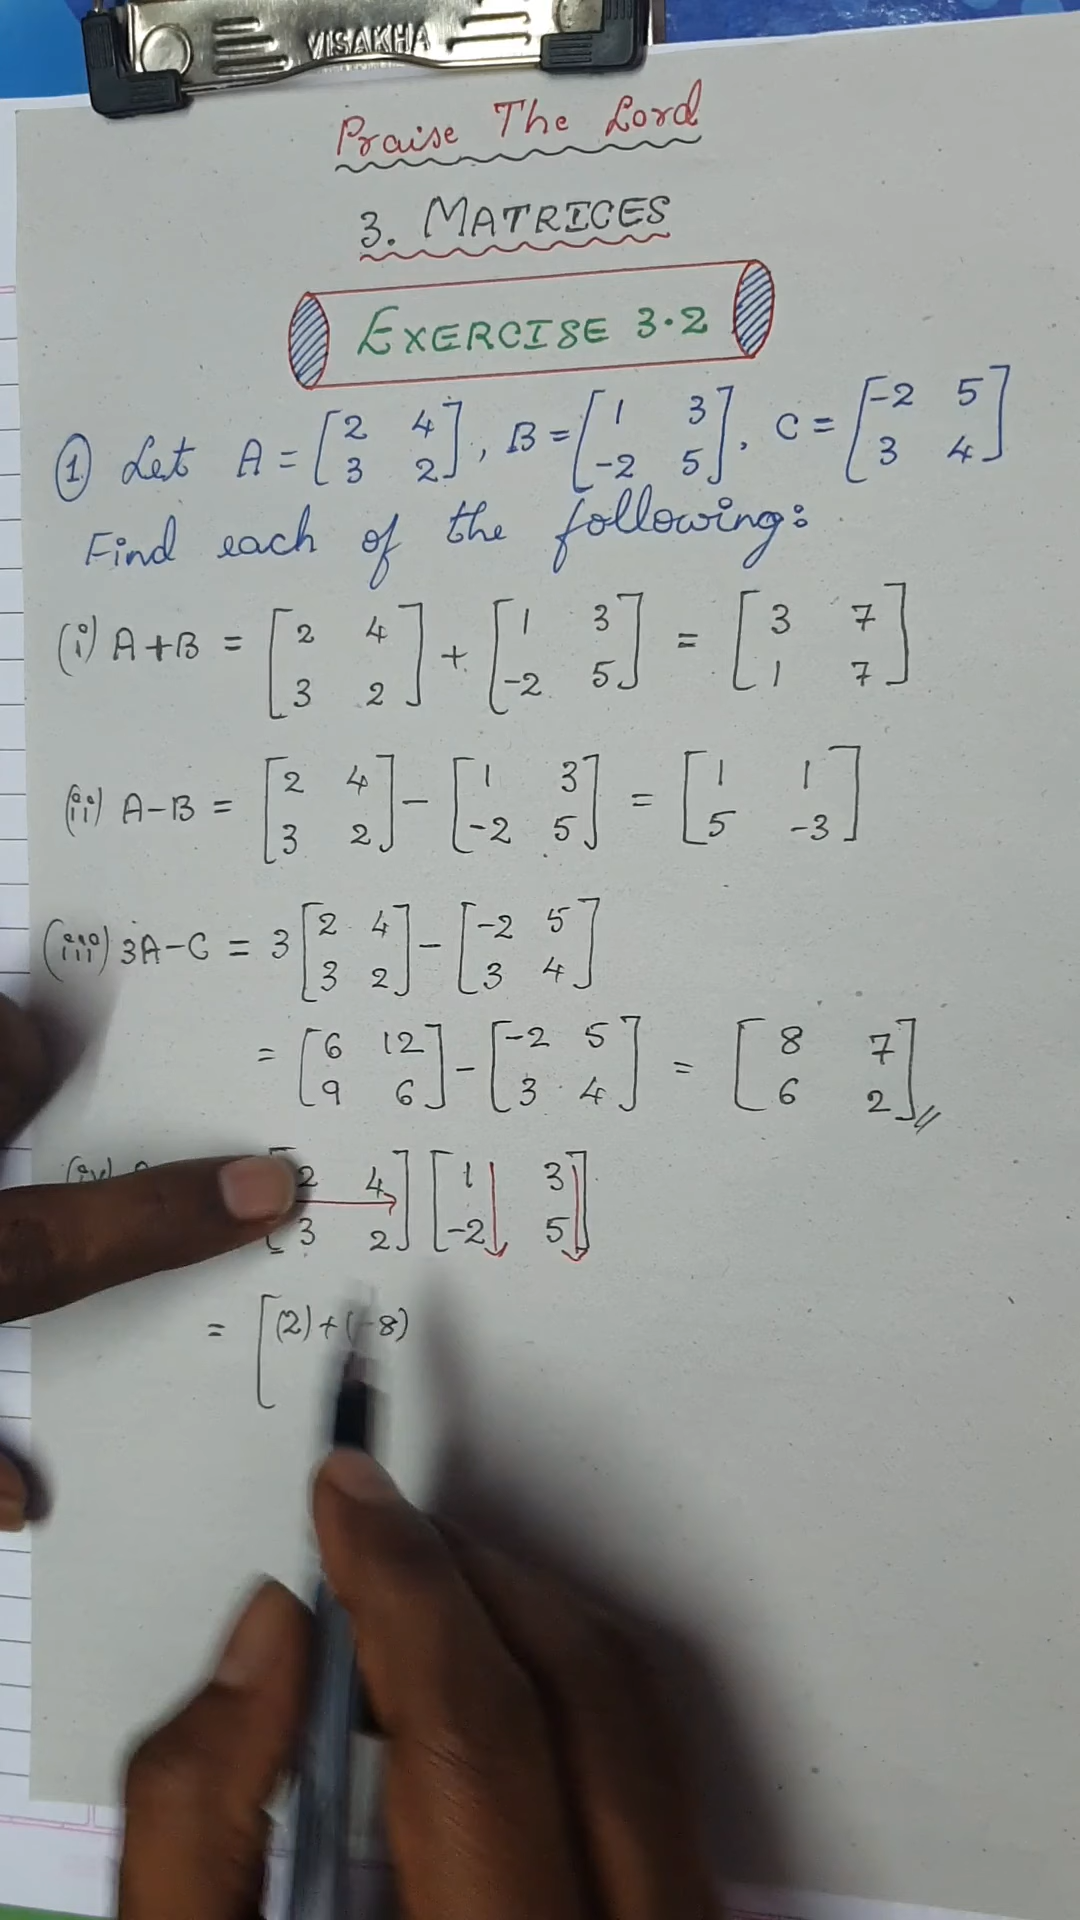 VISAKHA
Praise The Lord
3. MATRICES
EXERCISE 3.2
① Let A = [2 4 3 2], B = [1 3 -2 5], C = [-2 5 3 4]
Find each of the following:
(i) A+B = [2 4 3 2] + [1 3 -2 5] = [3 7 1 7]
(ii) A-B = [2 4 3 2] - [1 3 -2 5] = [1 1 5 -3]
(iii) 3A-C = 3[2 4 3 2] - [-2 5 3 4]
= [6 12 9 6] - [-2 5 3 4] = [8 7 6 2]
(iv) [2 4 3 2] [1 3 -2 5]
= [(2)+(-8)